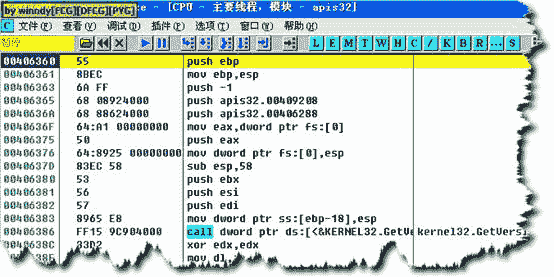 by winndy[FCG][DFCG][PYG] e - [CPU - 主要线程，模块 - apis32]
C 文件(F) 查看(V) 调试(D) 插件(P) 选项(T) 窗口(W) 帮助(H)
暂停 L E M T W H C / K B R ... S
00406360 55 push ebp
00406361 8BEC mov ebp,esp
00406363 6A FF push -1
00406365 68 08924000 push apis32.00409208
0040636A 68 88624000 push apis32.00406288
0040636F 64:A1 00000000 mov eax,dword ptr fs:[0]
00406375 50 push eax
00406376 64:8925 00000000 mov dword ptr fs:[0],esp
0040637D 83EC 58 sub esp,58
00406380 53 push ebx
00406381 56 push esi
00406382 57 push edi
00406383 8965 E8 mov dword ptr ss:[ebp-18],esp
00406386 FF15 9C904000 call dword ptr ds:[<&KERNEL32.GetVe kernel32.GetVers
0040638C 33D2 xor edx,edx
mov dl